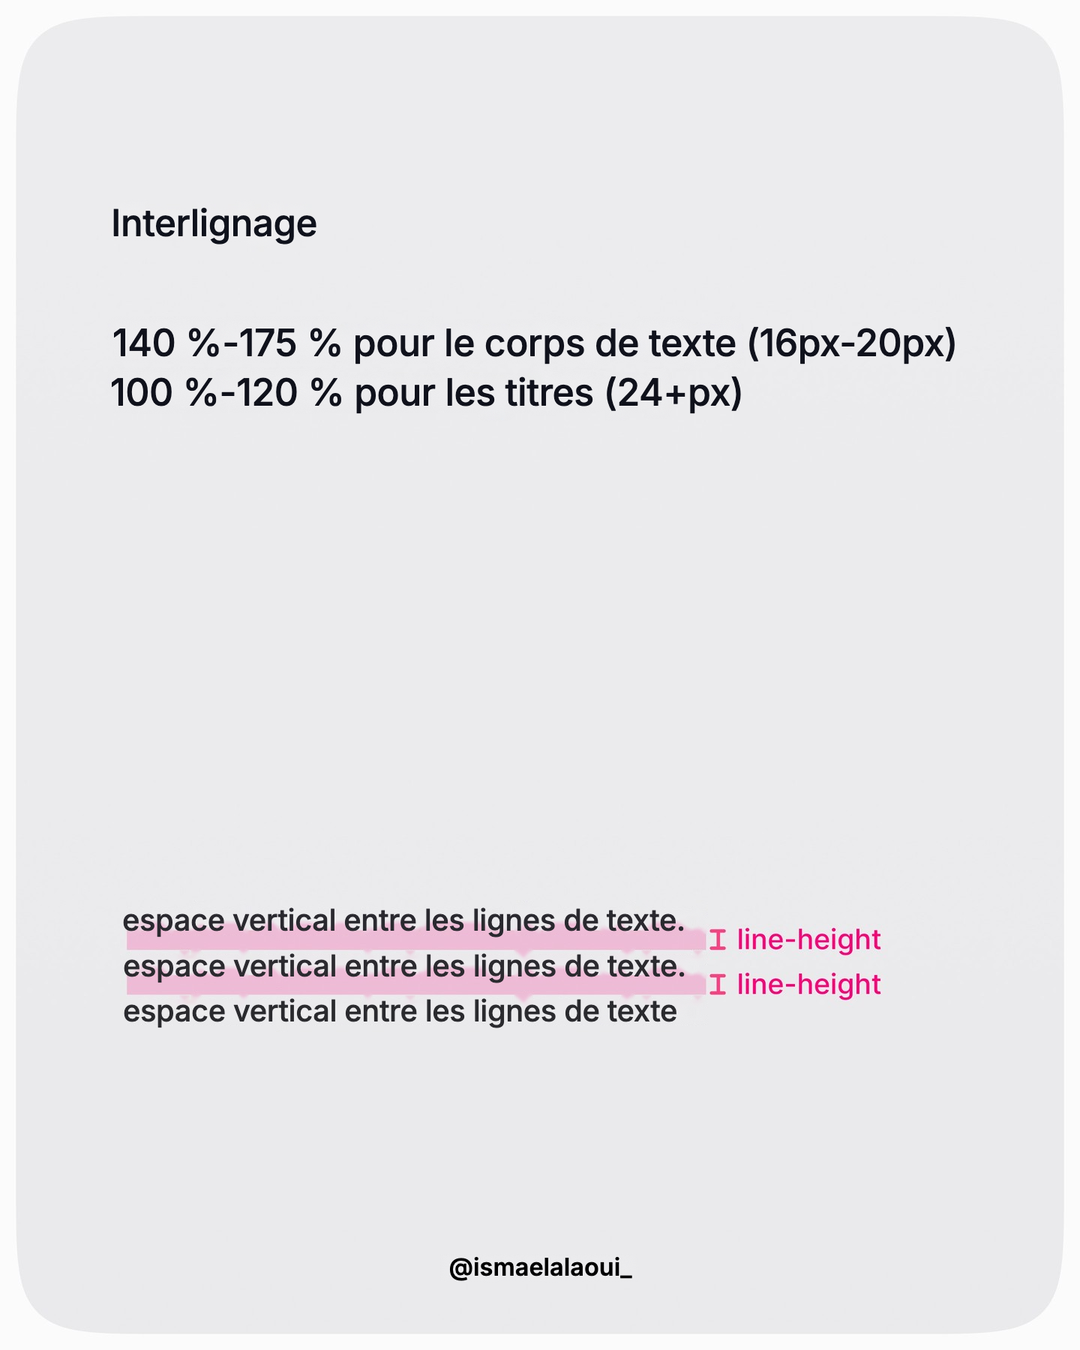 Interlignage
140 %-175 % pour le corps de texte (16px-20px)
100 %-120 % pour les titres (24+px)
espace vertical entre les lignes de texte.
line-height
espace vertical entre les lignes de texte.
line-height
espace vertical entre les lignes de texte
@ismaelalaoui_